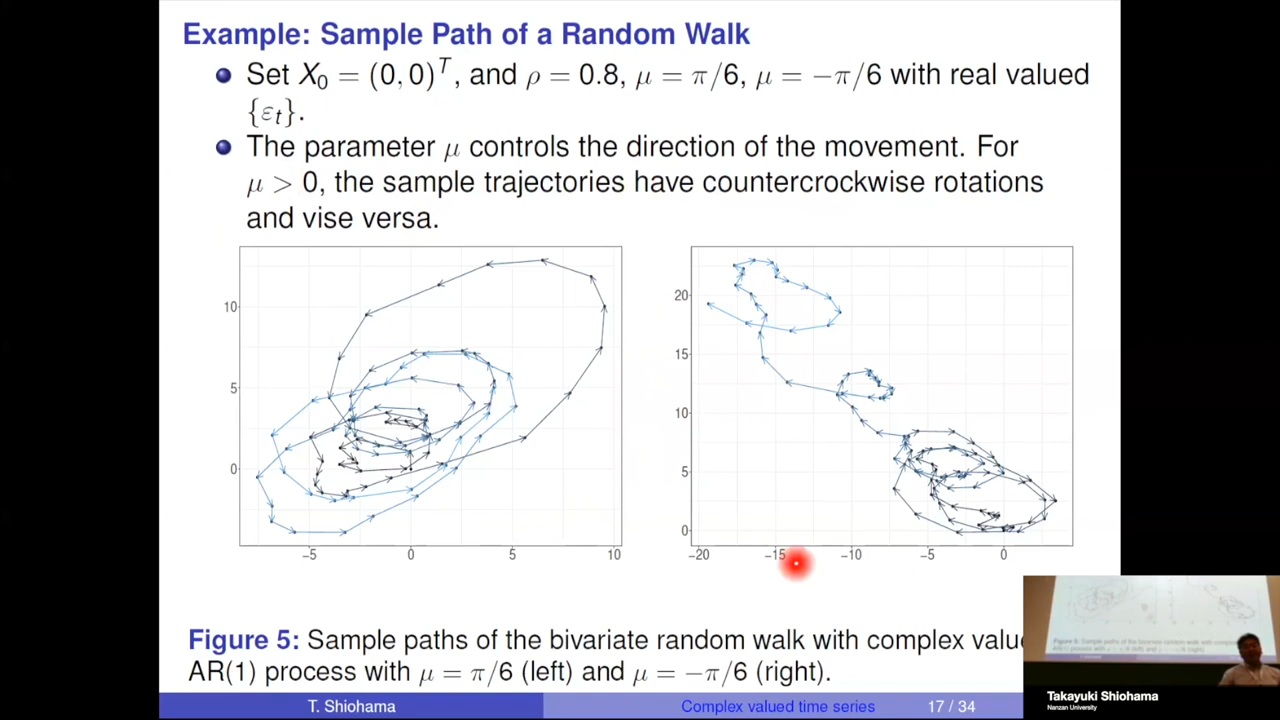 Example: Sample Path of a Random Walk
Set X₀ = (0, 0)ᵀ, and ρ = 0.8, μ = π/6, μ = −π/6 with real valued
{εₜ}.
The parameter μ controls the direction of the movement. For
μ > 0, the sample trajectories have countercrockwise rotations
and vise versa.
10
5
0
−5 0 5 10
20
15
10
5
0
−20 −15 −10 −5 0
Figure 5: Sample paths of the bivariate random walk with complex value
AR(1) process with μ = π/6 (left) and μ = −π/6 (right).
T. Shiohama Complex valued time series 17 / 34
Takayuki Shiohama
Nanzan University